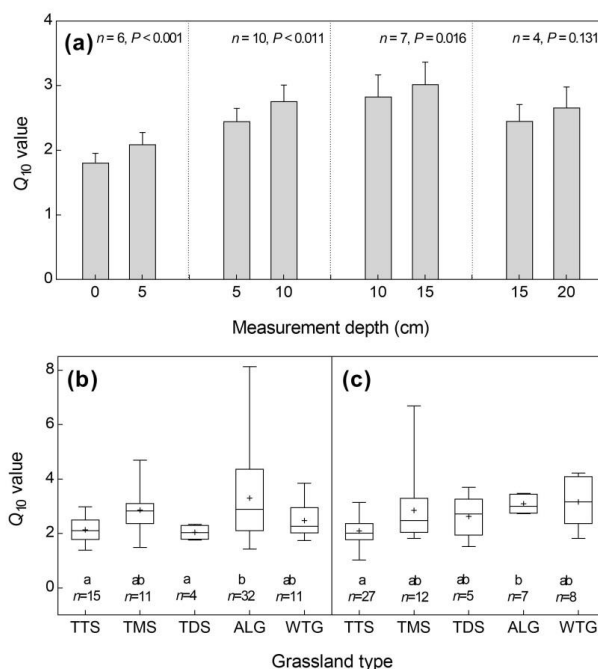 (a)
n = 6, P < 0.001
n = 10, P < 0.011
n = 7, P = 0.016
n = 4, P = 0.131
4
3
2
1
0
Q10 value
0 5 5 10 10 15 15 20
Measurement depth (cm)
(b)
(c)
8
6
4
2
0
Q10 value
a ab a b ab a ab ab b ab
n=15 n=11 n=4 n=32 n=11 n=27 n=12 n=5 n=7 n=8
TTS TMS TDS ALG WTG TTS TMS TDS ALG WTG
Grassland type